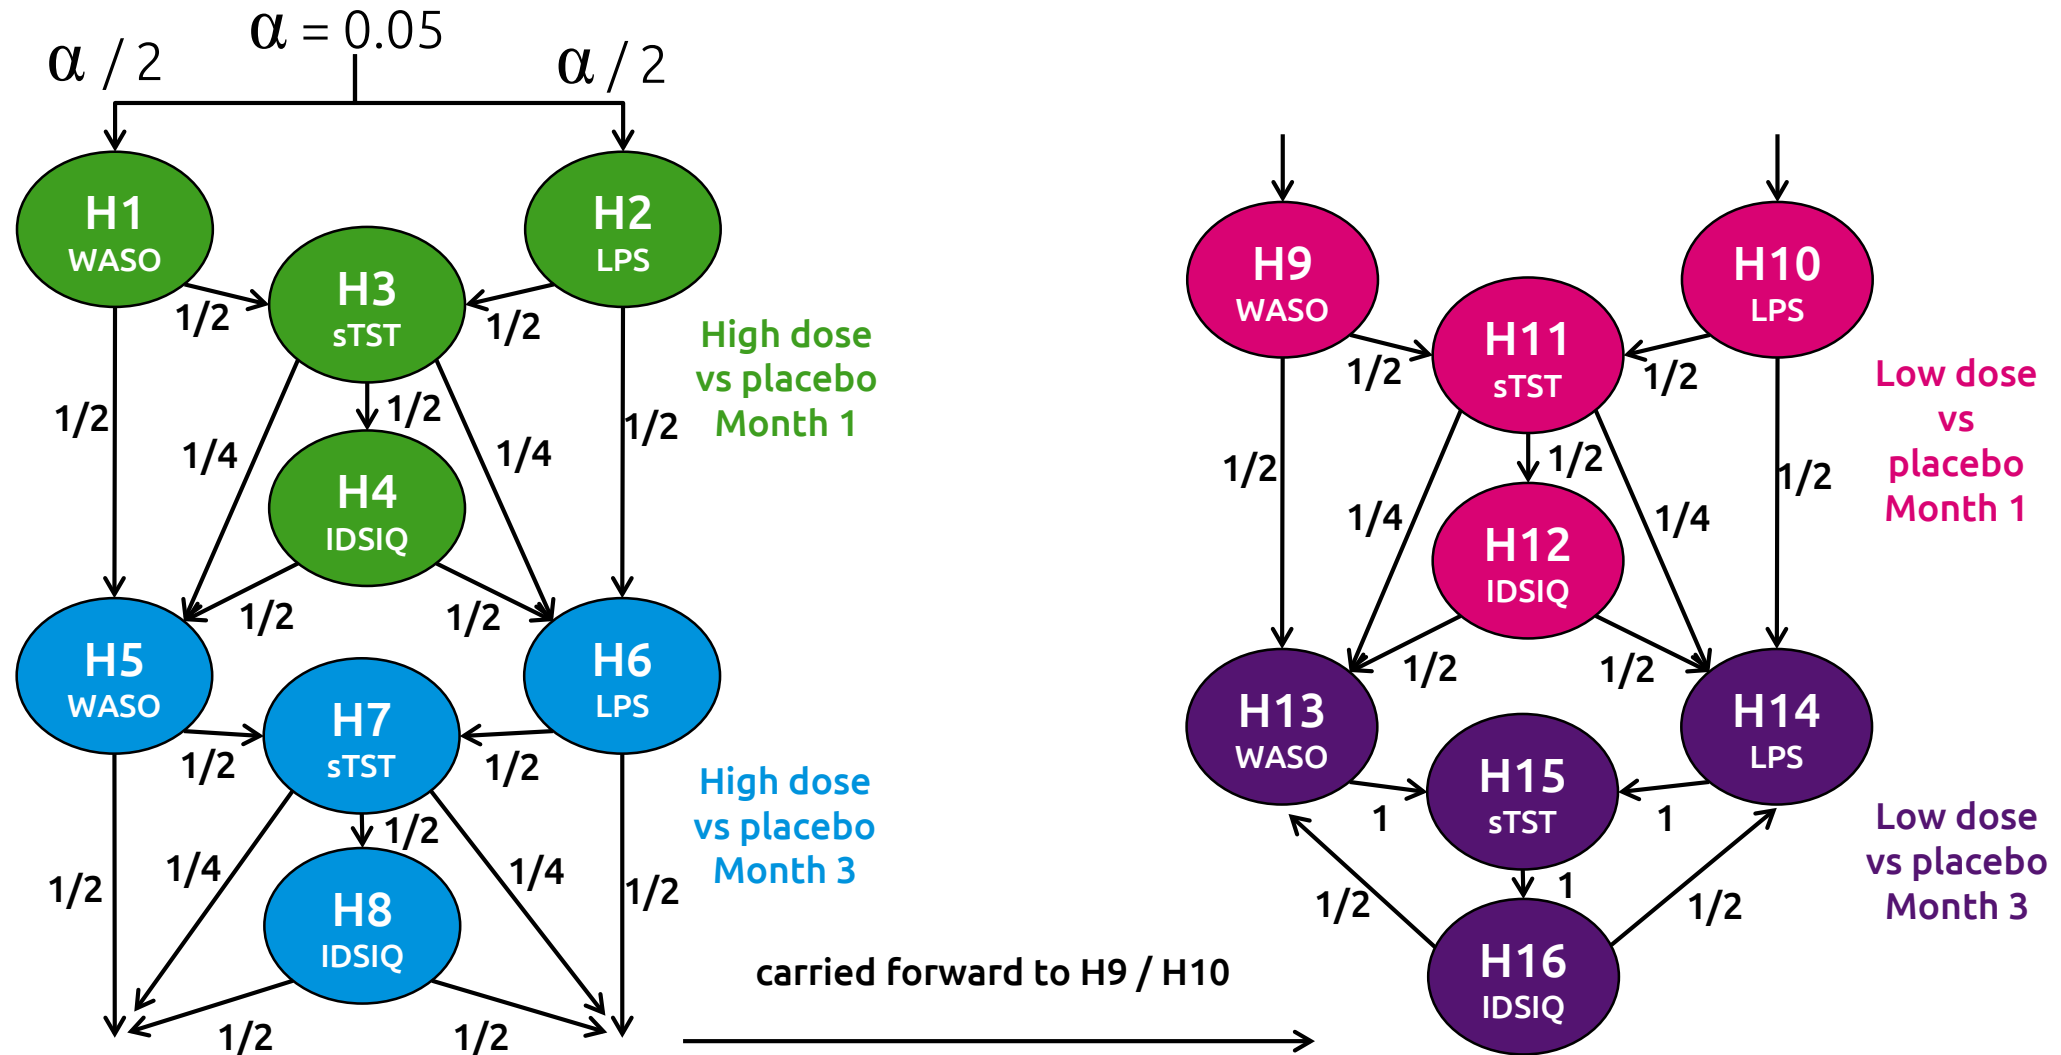 α = 0.05
α / 2
α / 2
H1
WASO
H2
LPS
H3
sTST
1/2
1/2
High dose
vs placebo
Month 1
1/2
1/2
1/2
1/4
1/4
H4
IDSIQ
1/2
1/2
H5
WASO
H6
LPS
H7
sTST
1/2
1/2
High dose
vs placebo
Month 3
1/2
1/4
1/4
1/2
1/2
H8
IDSIQ
1/2
1/2
carried forward to H9 / H10
H9
WASO
H10
LPS
H11
sTST
1/2
1/2
Low dose
vs
placebo
Month 1
1/2
1/2
1/2
1/4
1/4
H12
IDSIQ
1/2
1/2
H13
WASO
H14
LPS
H15
sTST
1
1
Low dose
vs placebo
Month 3
1
1/2
1/2
H16
IDSIQ